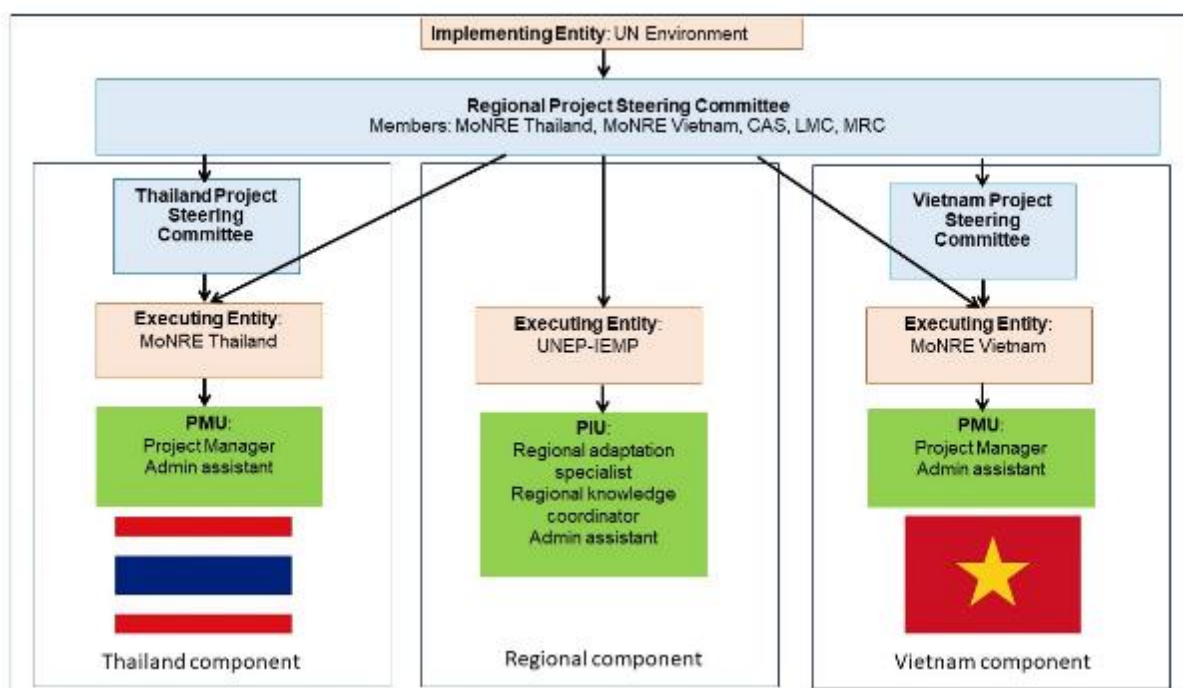 Implementing Entity: UN Environment
Regional Project Steering Committee
Members: MoNRE Thailand, MoNRE Vietnam, CAS, LMC, MRC
Thailand Project
Steering
Committee
Vietnam Project
Steering
Committee
Executing Entity:
MoNRE Thailand
Executing Entity:
UNEP-IEMP
Executing Entity:
MoNRE Vietnam
PMU:
Project Manager
Admin assistant
PIU:
Regional adaptation
specialist
Regional knowledge
coordinator
Admin assistant
PMU:
Project Manager
Admin assistant
Thailand component
Regional component
Vietnam component